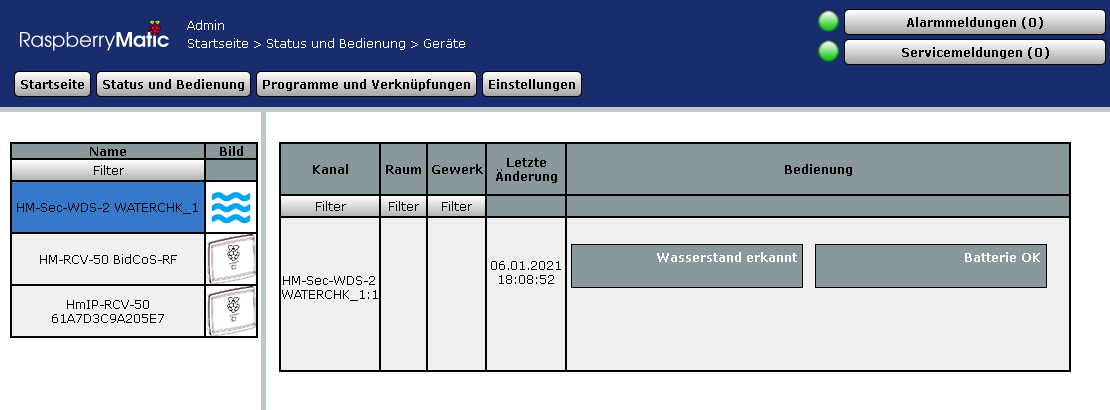 RaspberryMatic
Admin
Startseite > Status und Bedienung > Geräte
Alarmmeldungen (0)
Servicemeldungen (0)
Startseite
Status und Bedienung
Programme und Verknüpfungen
Einstellungen
Name
Bild
Filter
HM-Sec-WDS-2 WATERCHK_1
HM-RCV-50 BidCoS-RF
HmIP-RCV-50
61A7D3C9A205E7
Kanal
Raum
Gewerk
Letzte
Änderung
Bedienung
Filter
Filter
Filter
HM-Sec-WDS-2
WATERCHK_1:1
06.01.2021
18:08:52
Wasserstand erkannt
Batterie OK